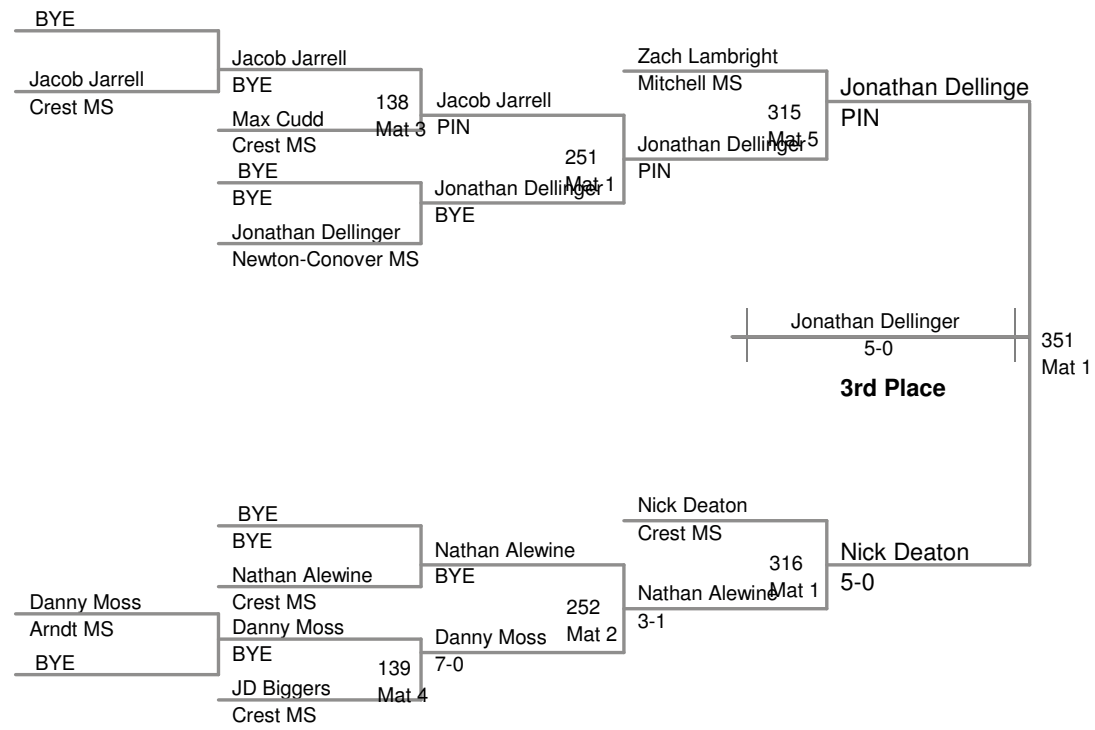 BYE
Jacob Jarrell
Crest MS
Jacob Jarrell
BYE
Max Cudd
Crest MS
138
Mat 3
BYE
BYE
Jonathan Dellinger
Newton-Conover MS
Jacob Jarrell
PIN
251
Mat 1
Jonathan Dellinger
BYE
Zach Lambright
Mitchell MS
315
Mat 5
Jonathan Dellinger
PIN
Jonathan Dellinge
PIN
Jonathan Dellinger
5-0
3rd Place
351
Mat 1
BYE
BYE
Nathan Alewine
Crest MS
Danny Moss
Arndt MS
BYE
Danny Moss
BYE
JD Biggers
Crest MS
139
Mat 4
Nathan Alewine
BYE
252
Mat 2
Danny Moss
7-0
Nick Deaton
Crest MS
316
Mat 1
Nathan Alewine
3-1
Nick Deaton
5-0